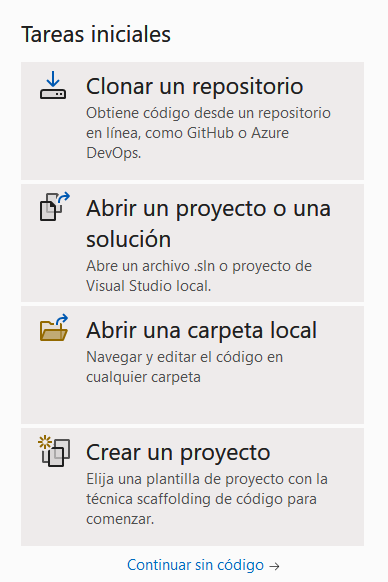 Tareas iniciales
Clonar un repositorio
Obtiene código desde un repositorio
en línea, como GitHub o Azure
DevOps.
Abrir un proyecto o una
solución
Abre un archivo .sln o proyecto de
Visual Studio local.
Abrir una carpeta local
Navegar y editar el código en
cualquier carpeta
Crear un proyecto
Elija una plantilla de proyecto con la
técnica scaffolding de código para
comenzar.
Continuar sin código →